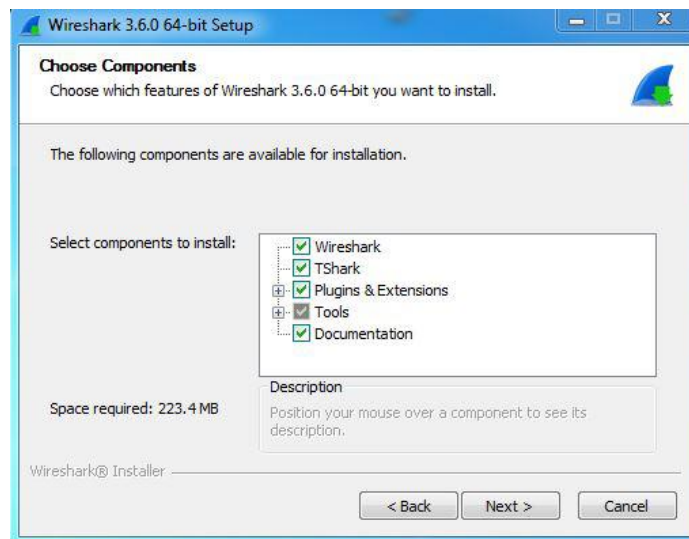 Wireshark 3.6.0 64-bit Setup
Choose Components
Choose which features of Wireshark 3.6.0 64-bit you want to install.
The following components are available for installation.
Select components to install:
Wireshark
TShark
Plugins & Extensions
Tools
Documentation
Space required: 223.4 MB
Description
Position your mouse over a component to see its
description.
Wireshark® Installer
< Back
Next >
Cancel